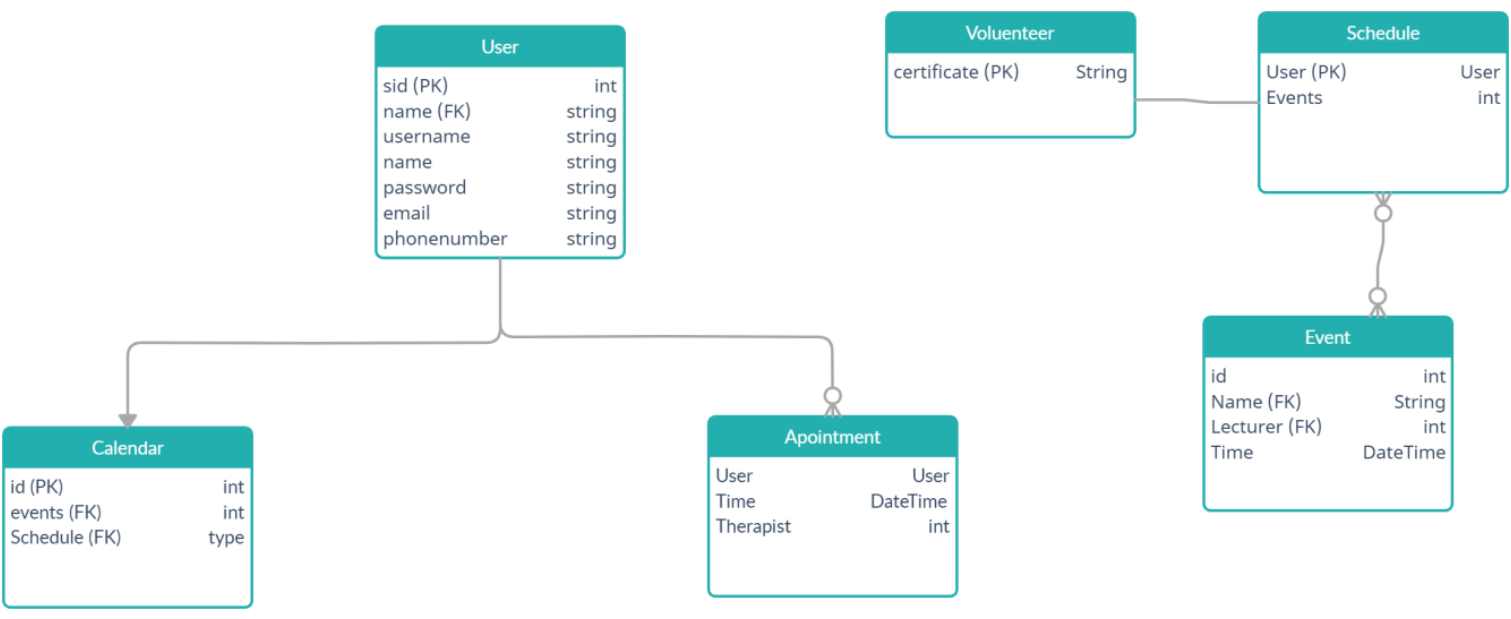 User
sid (PK) int
name (FK) string
username string
name string
password string
email string
phonenumber string
Voluenteer
certificate (PK) String
Schedule
User (PK) User
Events int
Event
id int
Name (FK) String
Lecturer (FK) int
Time DateTime
Calendar
id (PK) int
events (FK) int
Schedule (FK) type
Apointment
User User
Time DateTime
Therapist int